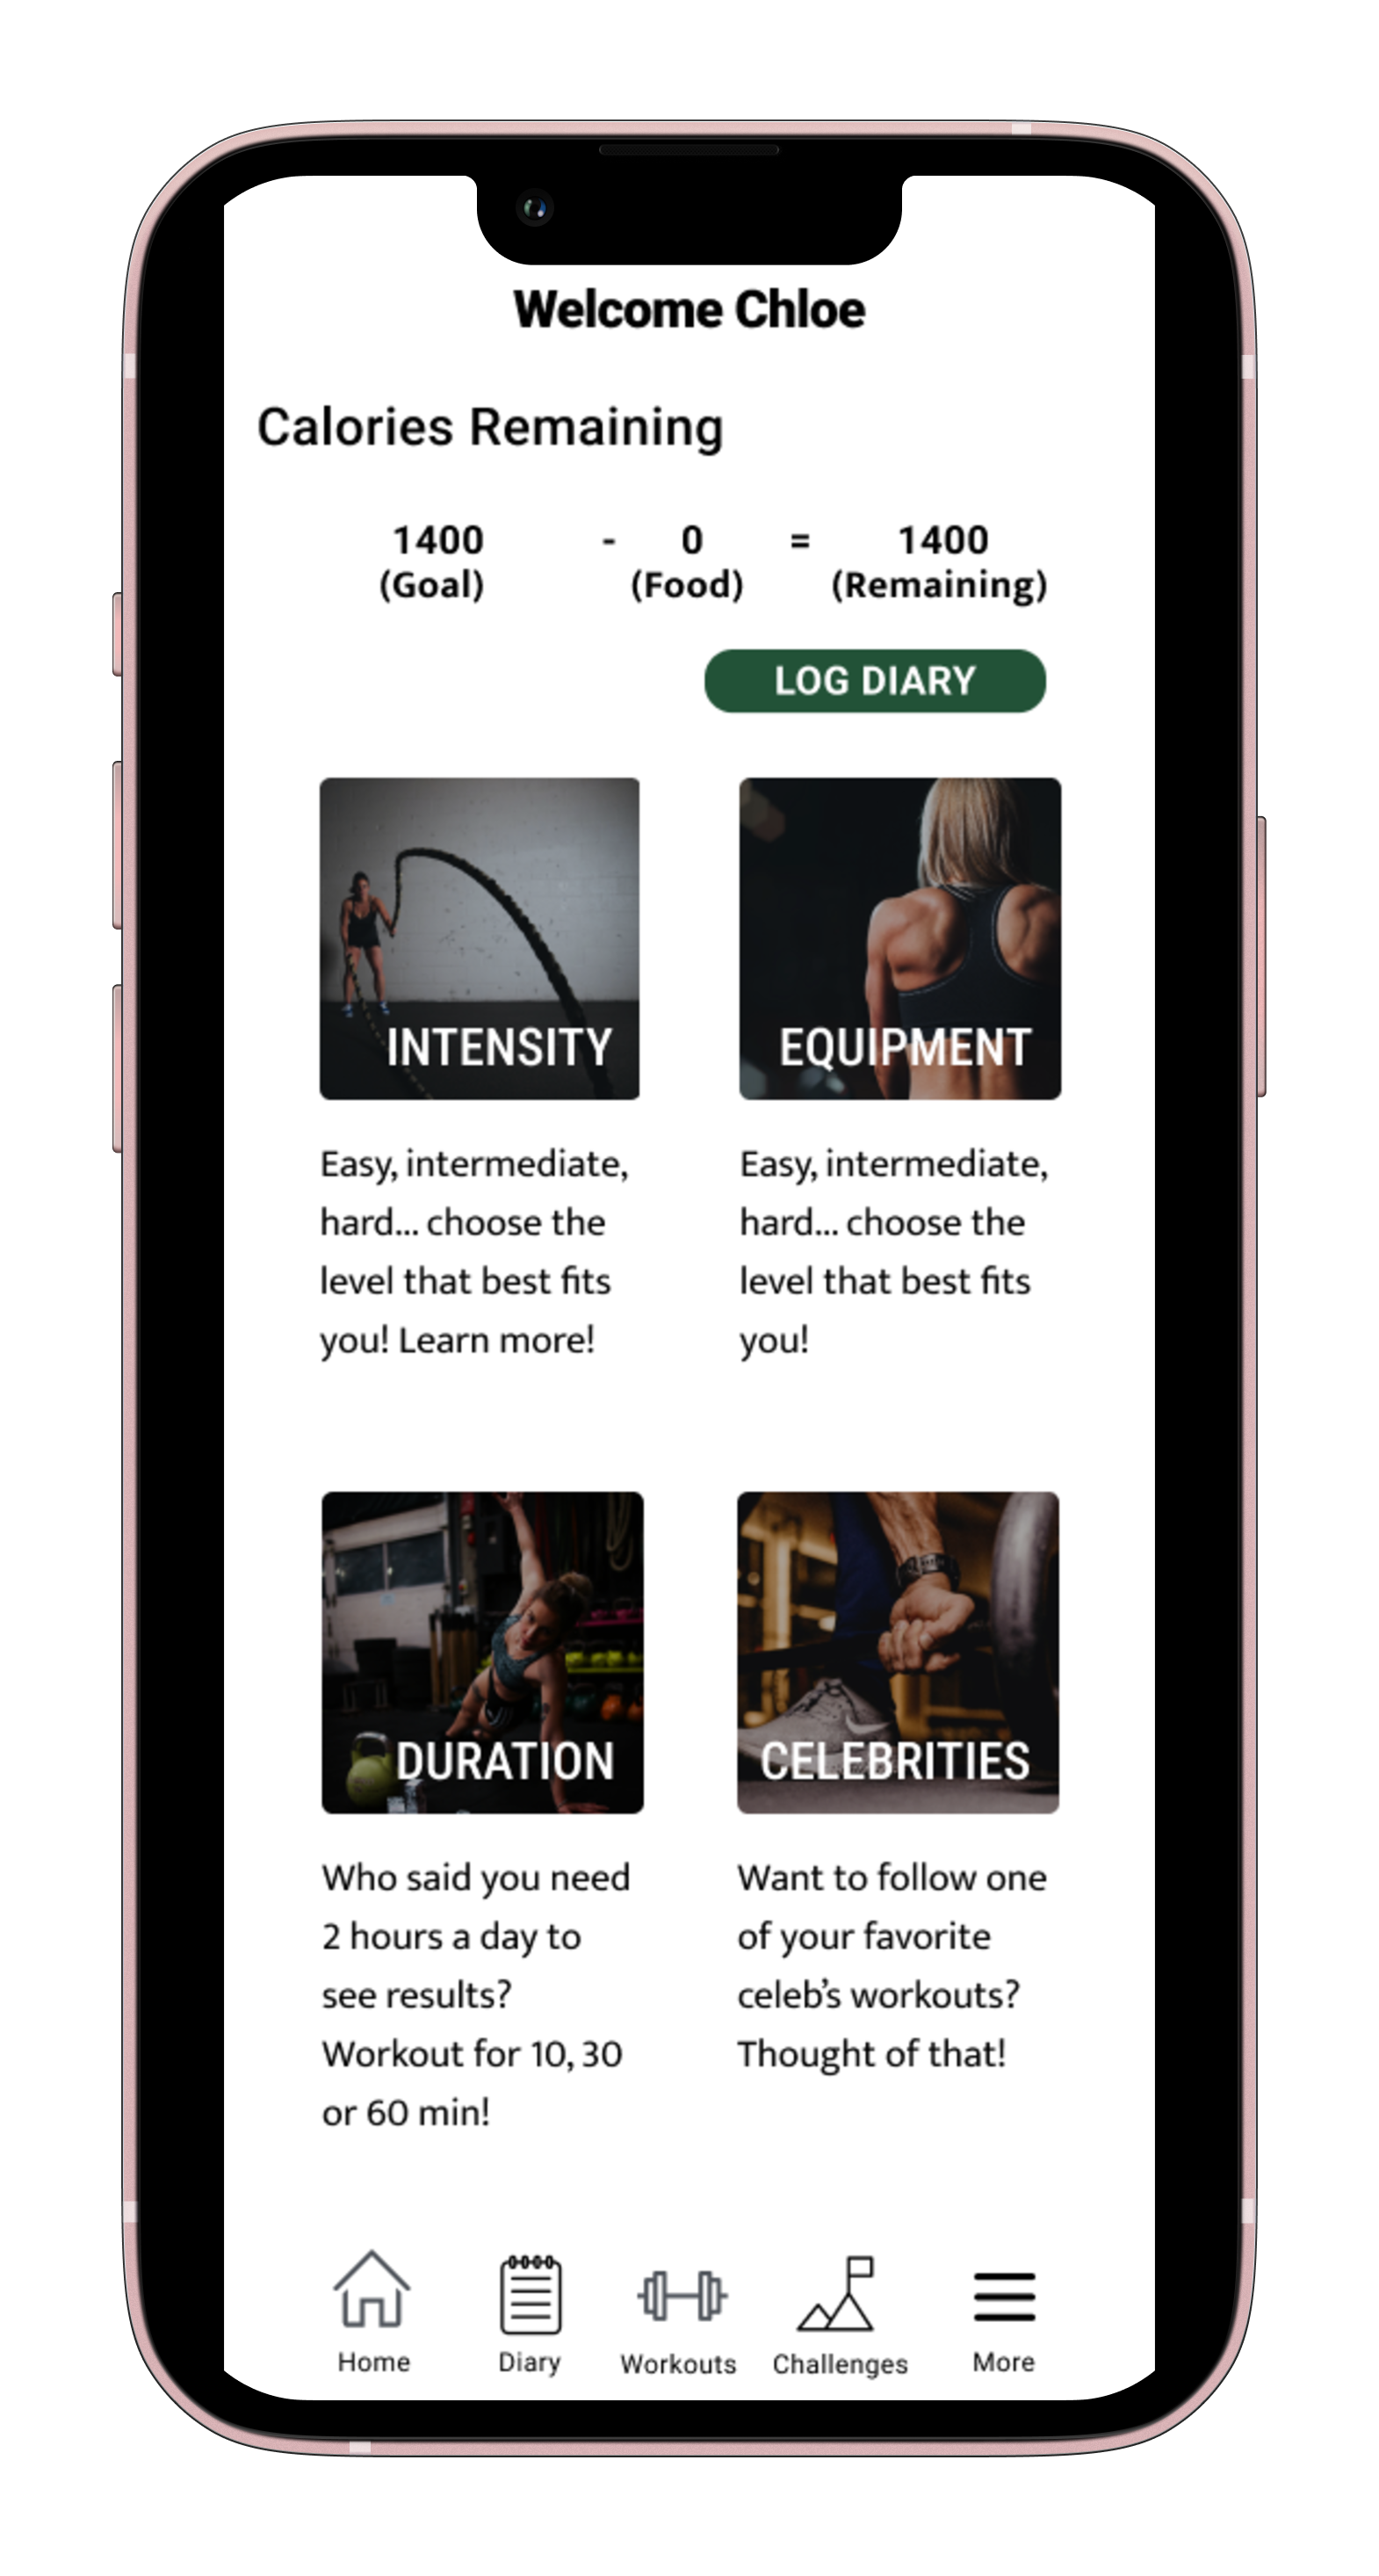 Welcome Chloe
Calories Remaining
1400 - 0 = 1400
(Goal) (Food) (Remaining)
LOG DIARY
INTENSITY
Easy, intermediate,
hard... choose the
level that best fits
you! Learn more!
EQUIPMENT
Easy, intermediate,
hard... choose the
level that best fits
you!
DURATION
Who said you need
2 hours a day to
see results?
Workout for 10, 30
or 60 min!
CELEBRITIES
Want to follow one
of your favorite
celeb’s workouts?
Thought of that!
Home Diary Workouts Challenges More